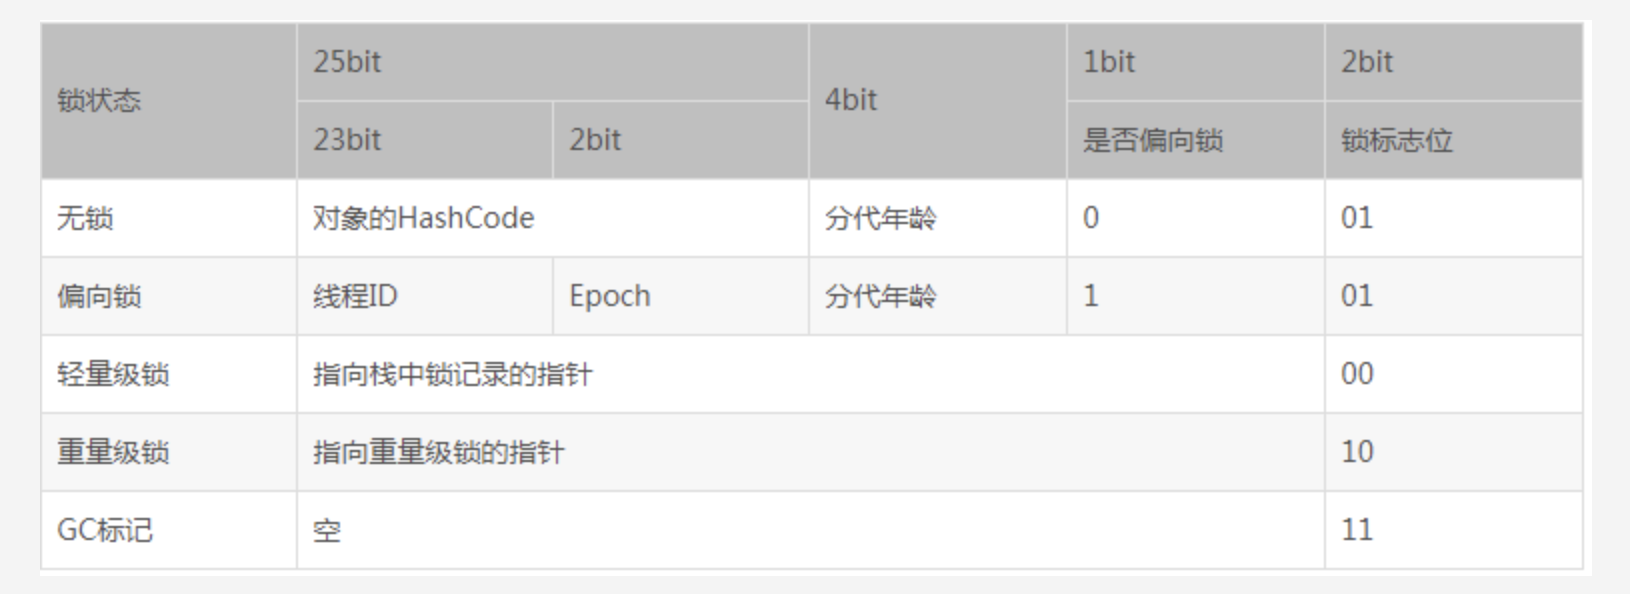 锁状态 25bit 4bit 1bit 2bit
23bit 2bit 是否偏向锁 锁标志位
无锁 对象的HashCode 分代年龄 0 01
偏向锁 线程ID Epoch 分代年龄 1 01
轻量级锁 指向栈中锁记录的指针 00
重量级锁 指向重量级锁的指针 10
GC标记 空 11